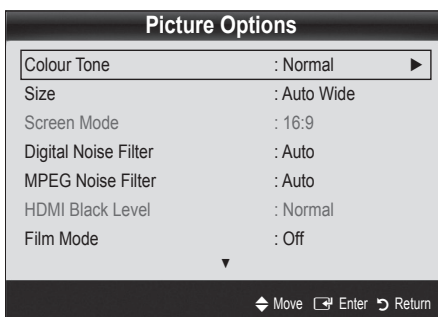 Picture Options
Colour Tone : Normal ►
Size : Auto Wide
Screen Mode : 16:9
Digital Noise Filter : Auto
MPEG Noise Filter : Auto
HDMI Black Level : Normal
Film Mode : Off
▼
Move Enter Return